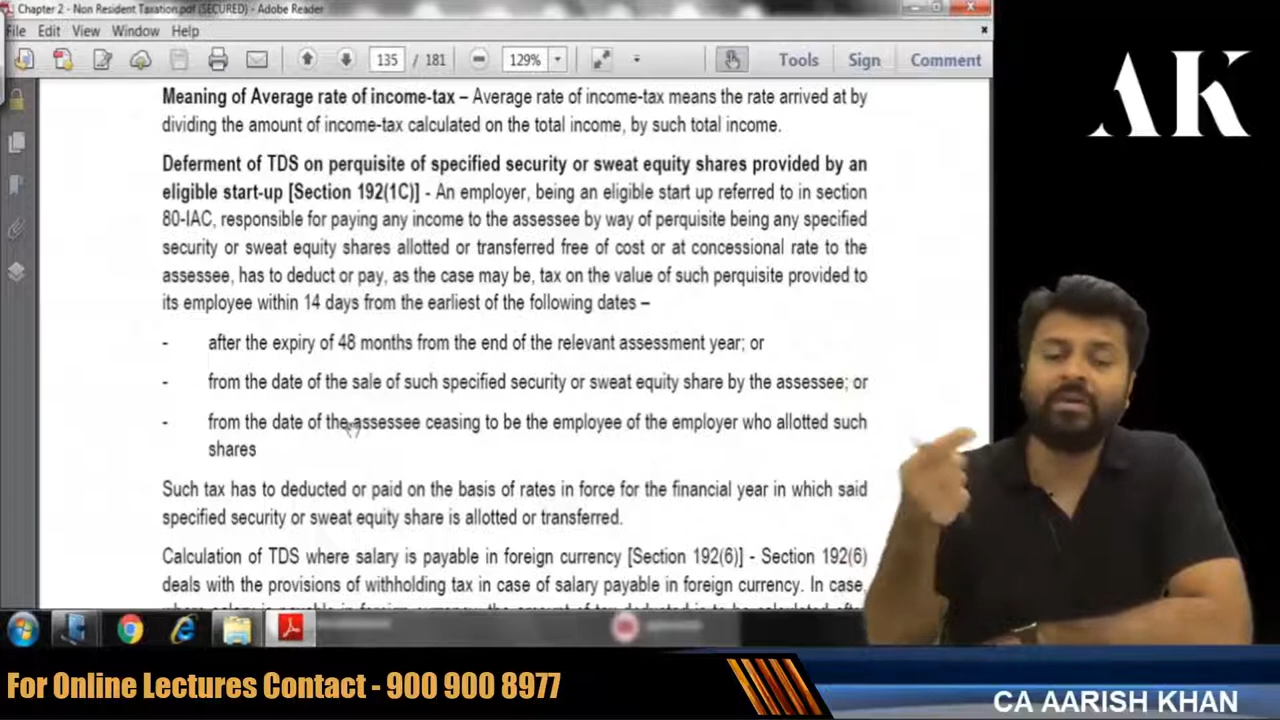 Chapter 2 - Non Resident Taxation.pdf (SECURED) - Adobe Reader
File Edit View Window Help
135 / 181 129% Tools Sign Comment
AK
Meaning of Average rate of income-tax – Average rate of income-tax means the rate arrived at by
dividing the amount of income-tax calculated on the total income, by such total income.
Deferment of TDS on perquisite of specified security or sweat equity shares provided by an
eligible start-up [Section 192(1C)] - An employer, being an eligible start up referred to in section
80-IAC, responsible for paying any income to the assessee by way of perquisite being any specified
security or sweat equity shares allotted or transferred free of cost or at concessional rate to the
assessee, has to deduct or pay, as the case may be, tax on the value of such perquisite provided to
its employee within 14 days from the earliest of the following dates –
- after the expiry of 48 months from the end of the relevant assessment year; or
- from the date of the sale of such specified security or sweat equity share by the assessee; or
- from the date of the assessee ceasing to be the employee of the employer who allotted such
shares
Such tax has to deducted or paid on the basis of rates in force for the financial year in which said
specified security or sweat equity share is allotted or transferred.
Calculation of TDS where salary is payable in foreign currency [Section 192(6)] - Section 192(6)
deals with the provisions of withholding tax in case of salary payable in foreign currency. In case,
For Online Lectures Contact - 900 900 8977
CA AARISH KHAN